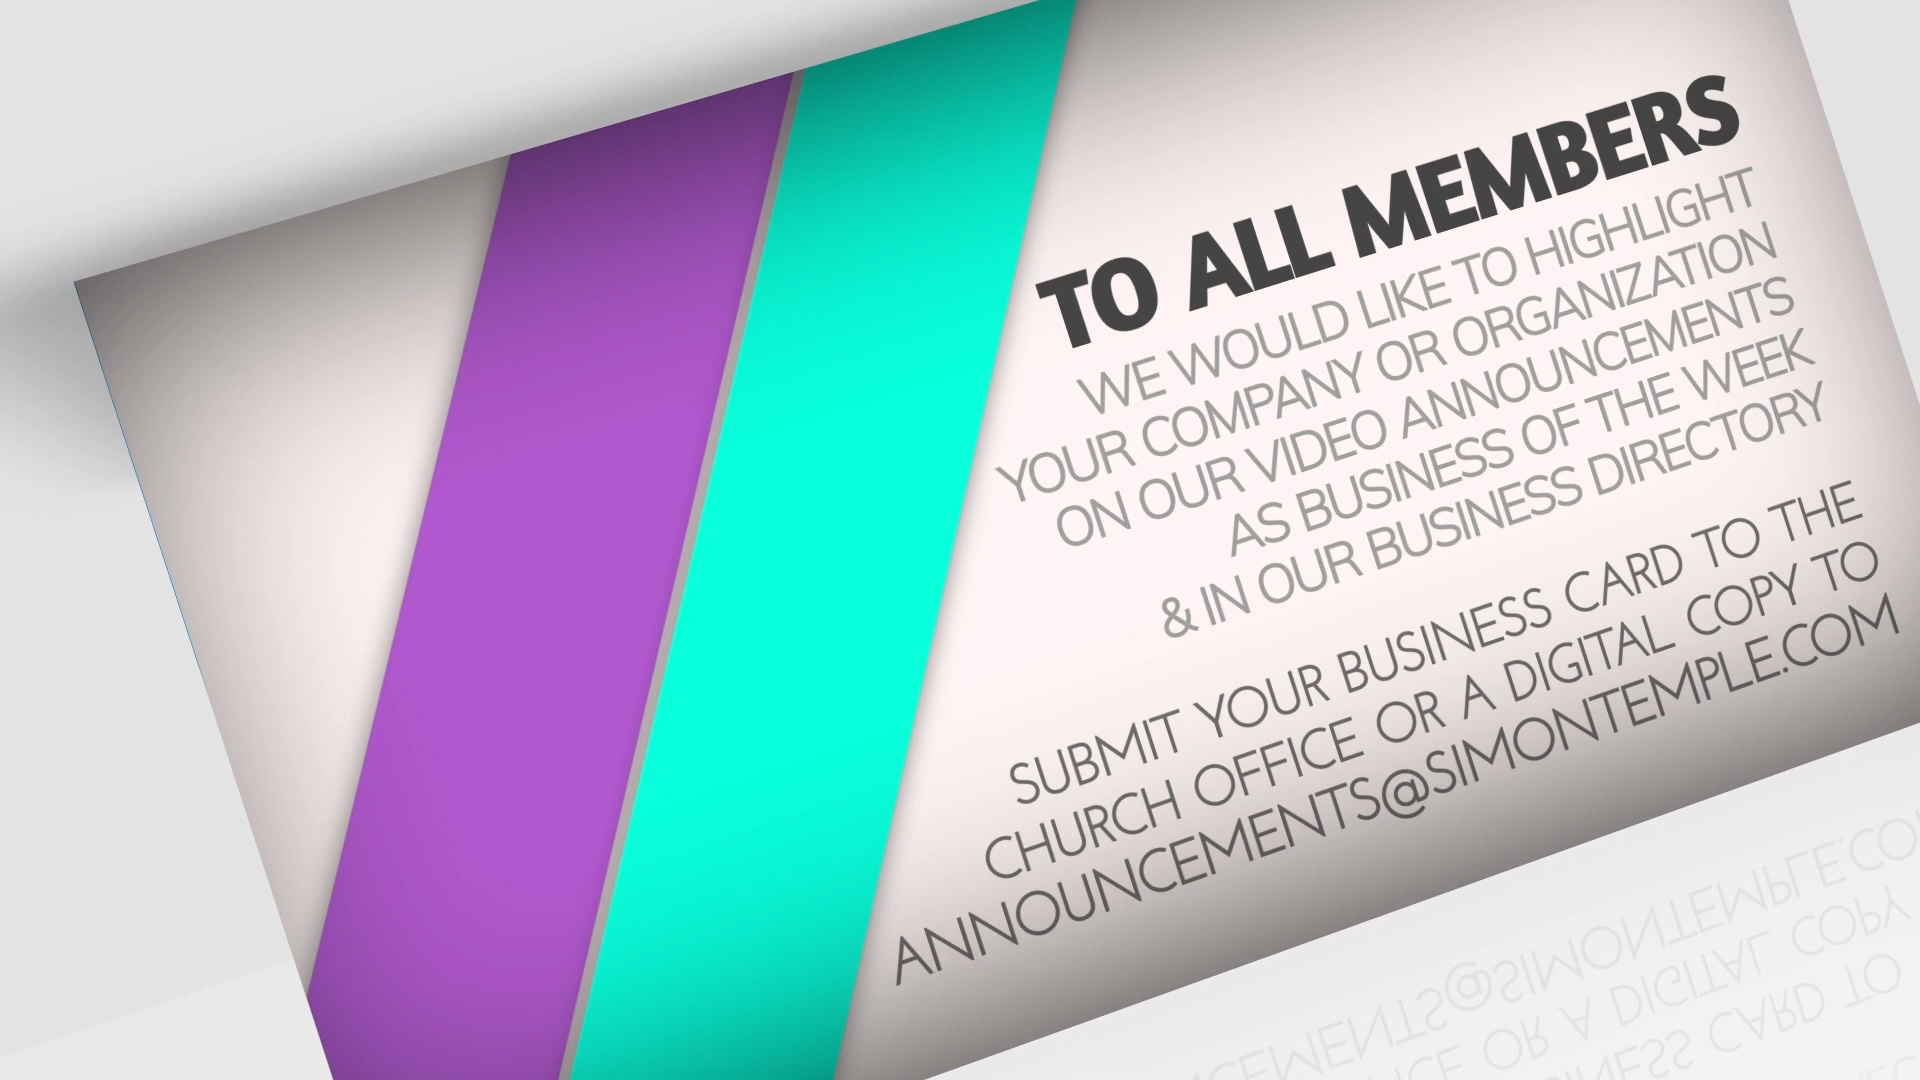 TO ALL MEMBERS
WE WOULD LIKE TO HIGHLIGHT
YOUR COMPANY OR ORGANIZATION
ON OUR VIDEO ANNOUNCEMENTS
AS BUSINESS OF THE WEEK
& IN OUR BUSINESS DIRECTORY
SUBMIT YOUR BUSINESS CARD TO THE
CHURCH OFFICE OR A DIGITAL COPY TO
ANNOUNCEMENTS@SIMONTEMPLE.COM